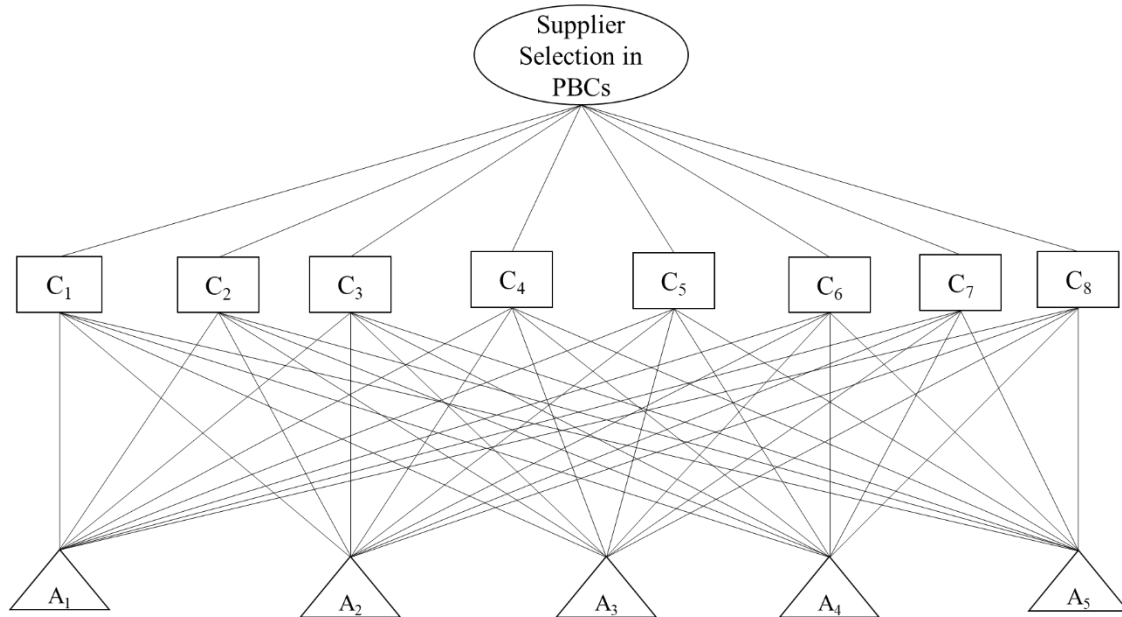 Supplier
Selection in
PBCs
C₁ C₂ C₃ C₄ C₅ C₆ C₇ C₈
A₁ A₂ A₃ A₄ A₅